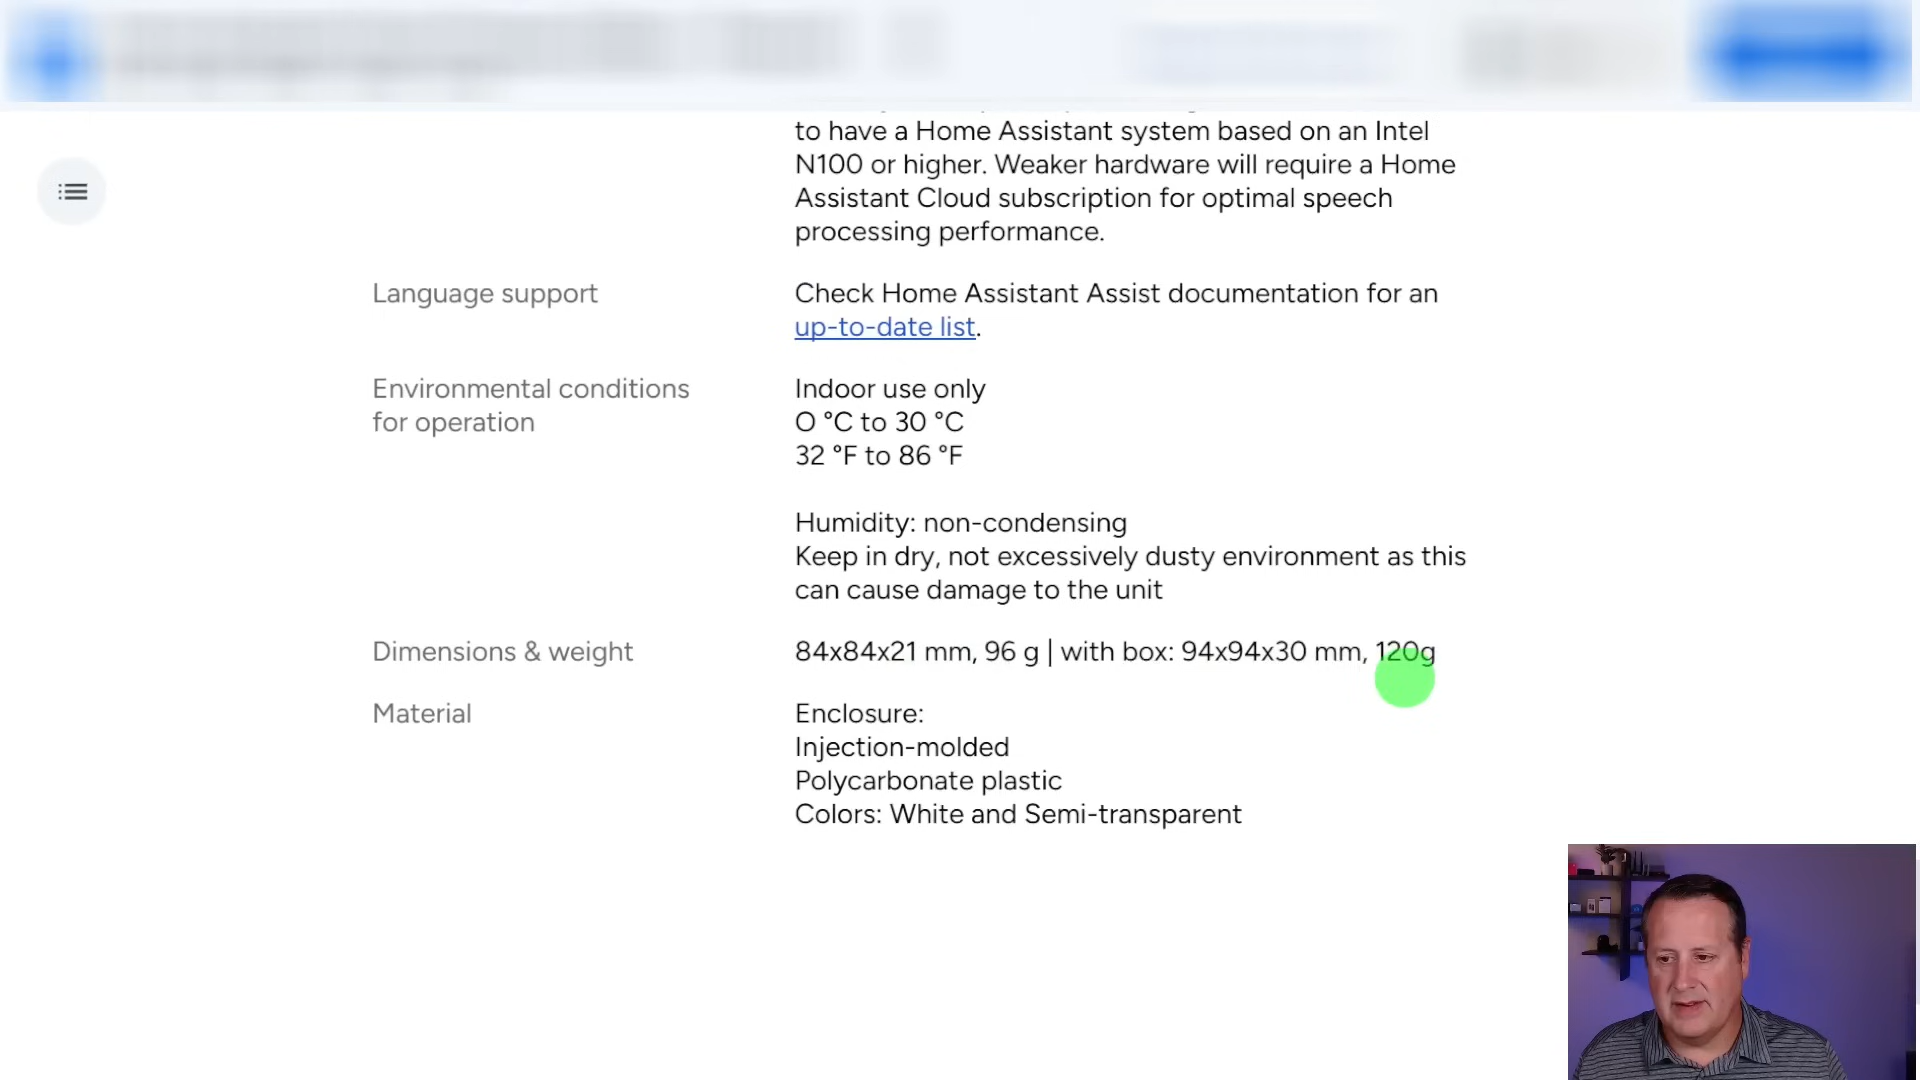 to have a Home Assistant system based on an Intel
N100 or higher. Weaker hardware will require a Home
Assistant Cloud subscription for optimal speech
processing performance.
Language support
Check Home Assistant Assist documentation for an
up-to-date list.
Environmental conditions
for operation
Indoor use only
O °C to 30 °C
32 °F to 86 °F
Humidity: non-condensing
Keep in dry, not excessively dusty environment as this
can cause damage to the unit
Dimensions & weight
84x84x21 mm, 96 g | with box: 94x94x30 mm, 120g
Material
Enclosure:
Injection-molded
Polycarbonate plastic
Colors: White and Semi-transparent